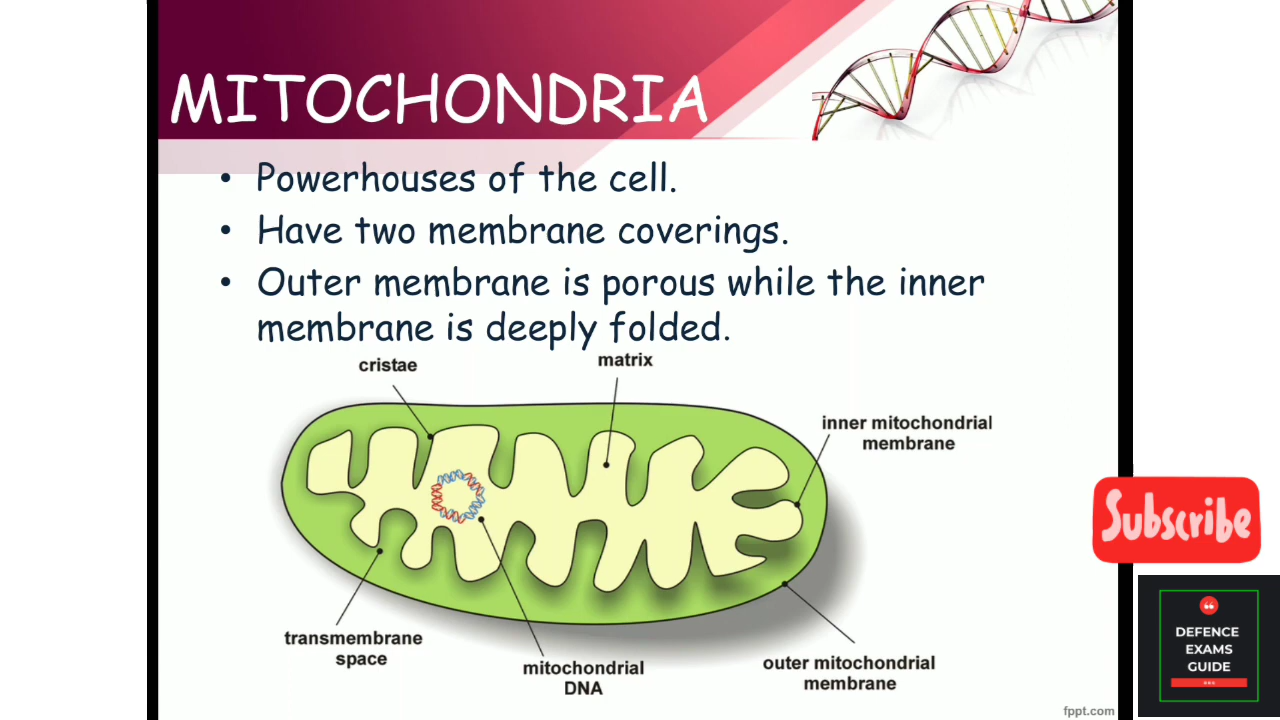 MITOCHONDRIA
• Powerhouses of the cell.
• Have two membrane coverings.
• Outer membrane is porous while the inner
membrane is deeply folded.
cristae
matrix
inner mitochondrial
membrane
transmembrane
space
mitochondrial
DNA
outer mitochondrial
membrane
Subscribe
DEFENCE
EXAMS
GUIDE
fppt.com